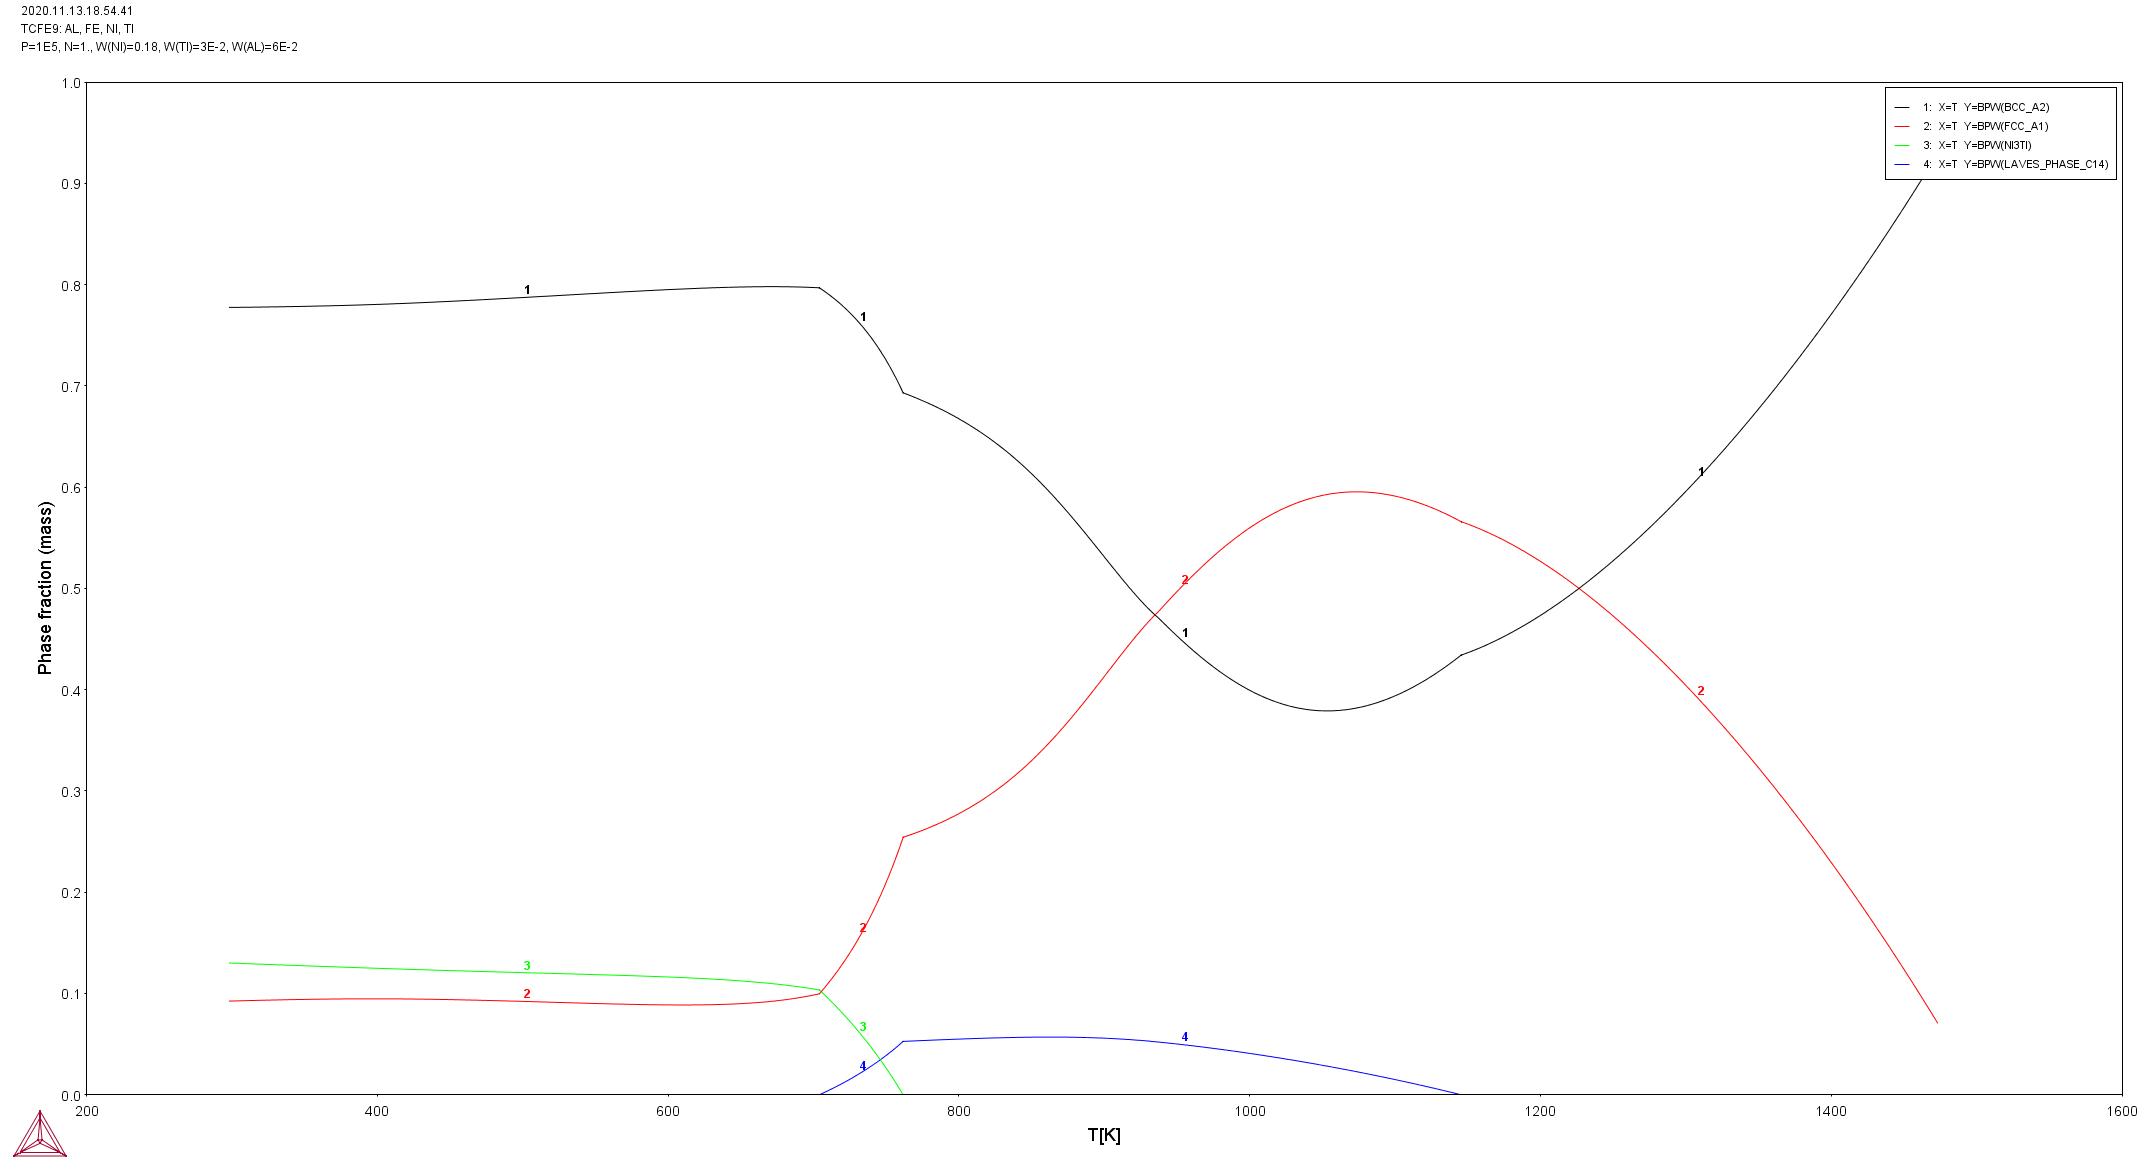 2020.11.13.18.54.41
TCFE9: AL, FE, NI, TI
P=1E5, N=1., W(NI)=0.18, W(TI)=3E-2, W(AL)=6E-2
1: X=T Y=BPW(BCC_A2)
2: X=T Y=BPW(FCC_A1)
3: X=T Y=BPW(NI3TI)
4: X=T Y=BPW(LAVES_PHASE_C14)
Phase fraction (mass)
1.0
0.9
0.8
0.7
0.6
0.5
0.4
0.3
0.2
0.1
0.0
1
1
1
1
2
2
2
2
3
3
4
4
200 400 600 800 1000 1200 1400 1600
T[K]